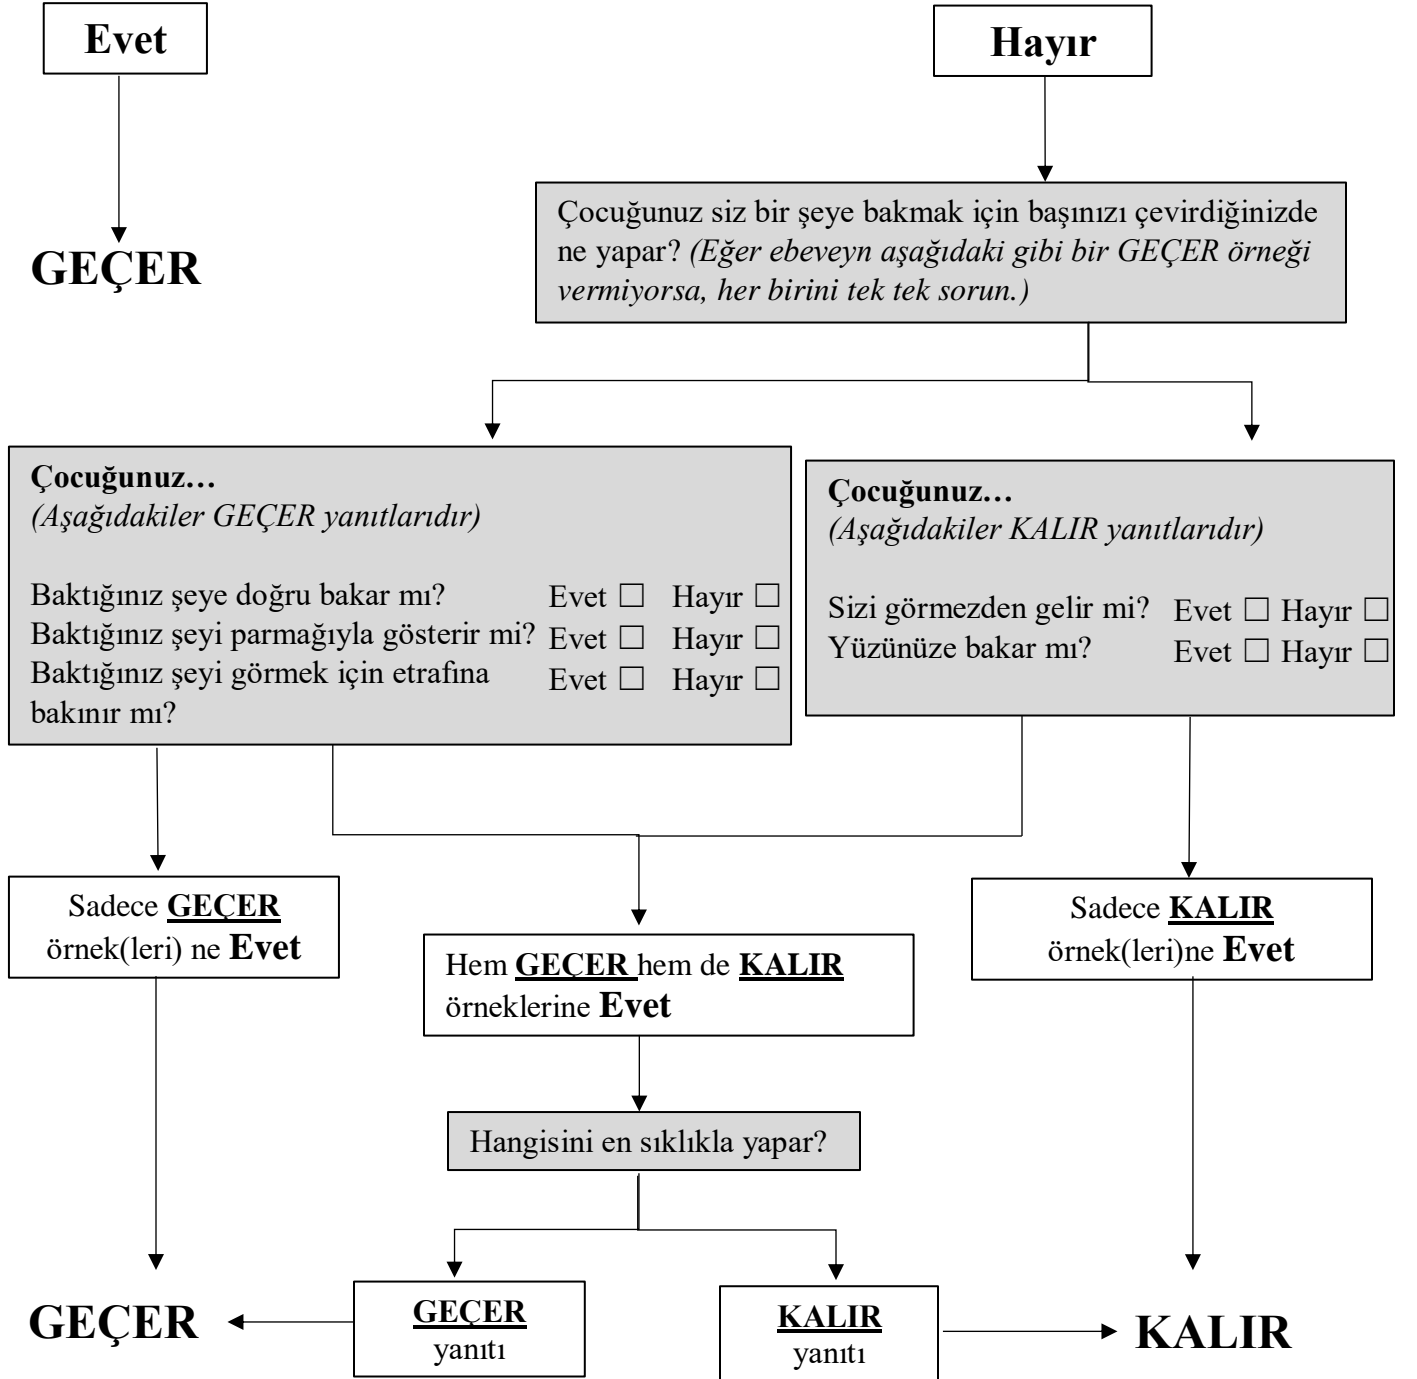 Evet
Hayır
GEÇER
Çocuğunuz siz bir şeye bakmak için başınızı çevirdiğinizde
ne yapar? (Eğer ebeveyn aşağıdaki gibi bir GEÇER örneği
vermiyorsa, her birini tek tek sorun.)
Çocuğunuz…
(Aşağıdakiler GEÇER yanıtlarıdır)
Baktığınız şeye doğru bakar mı? Evet ☐ Hayır ☐
Baktığınız şeyi parmağıyla gösterir mi? Evet ☐ Hayır ☐
Baktığınız şeyi görmek için etrafına Evet ☐ Hayır ☐
bakınır mı?
Çocuğunuz…
(Aşağıdakiler KALIR yanıtlarıdır)
Sizi görmezden gelir mi? Evet ☐ Hayır ☐
Yüzünüze bakar mı? Evet ☐ Hayır ☐
Sadece GEÇER
örnek(leri) ne Evet
Hem GEÇER hem de KALIR
örneklerine Evet
Sadece KALIR
örnek(leri)ne Evet
Hangisini en sıklıkla yapar?
GEÇER
GEÇER
yanıtı
KALIR
yanıtı
KALIR